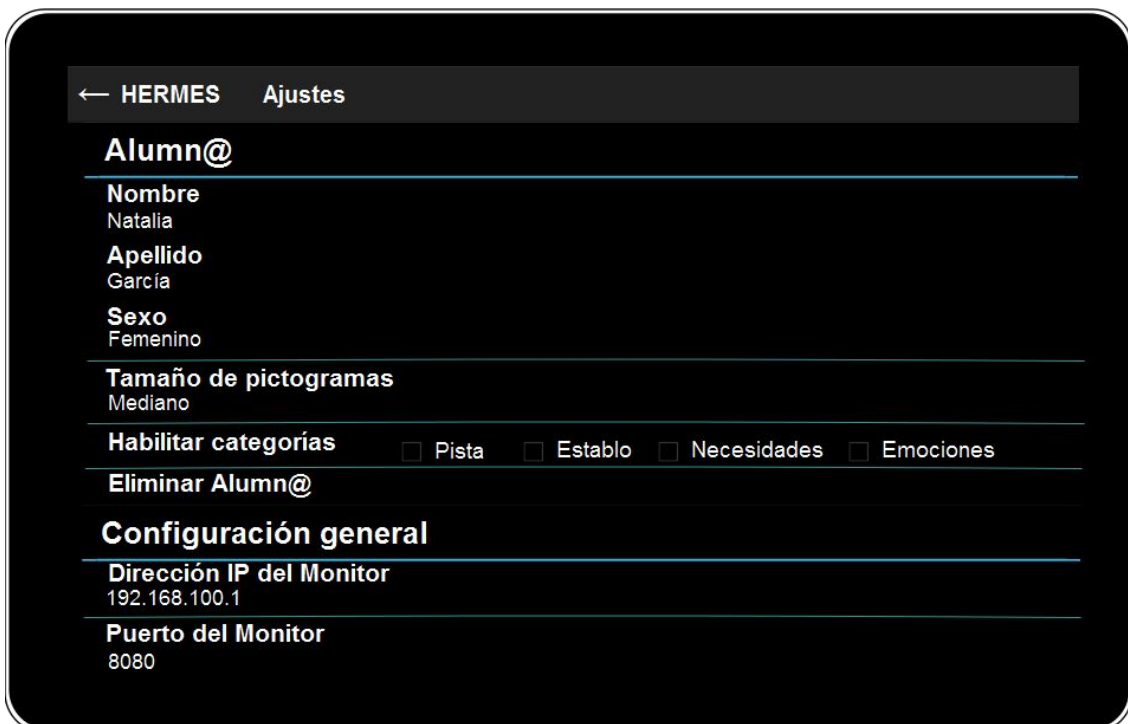 ← HERMES Ajustes
Alumn@
Nombre
Natalia
Apellido
García
Sexo
Femenino
Tamaño de pictogramas
Mediano
Habilitar categorías Pista Establo Necesidades Emociones
Eliminar Alumn@
Configuración general
Dirección IP del Monitor
192.168.100.1
Puerto del Monitor
8080